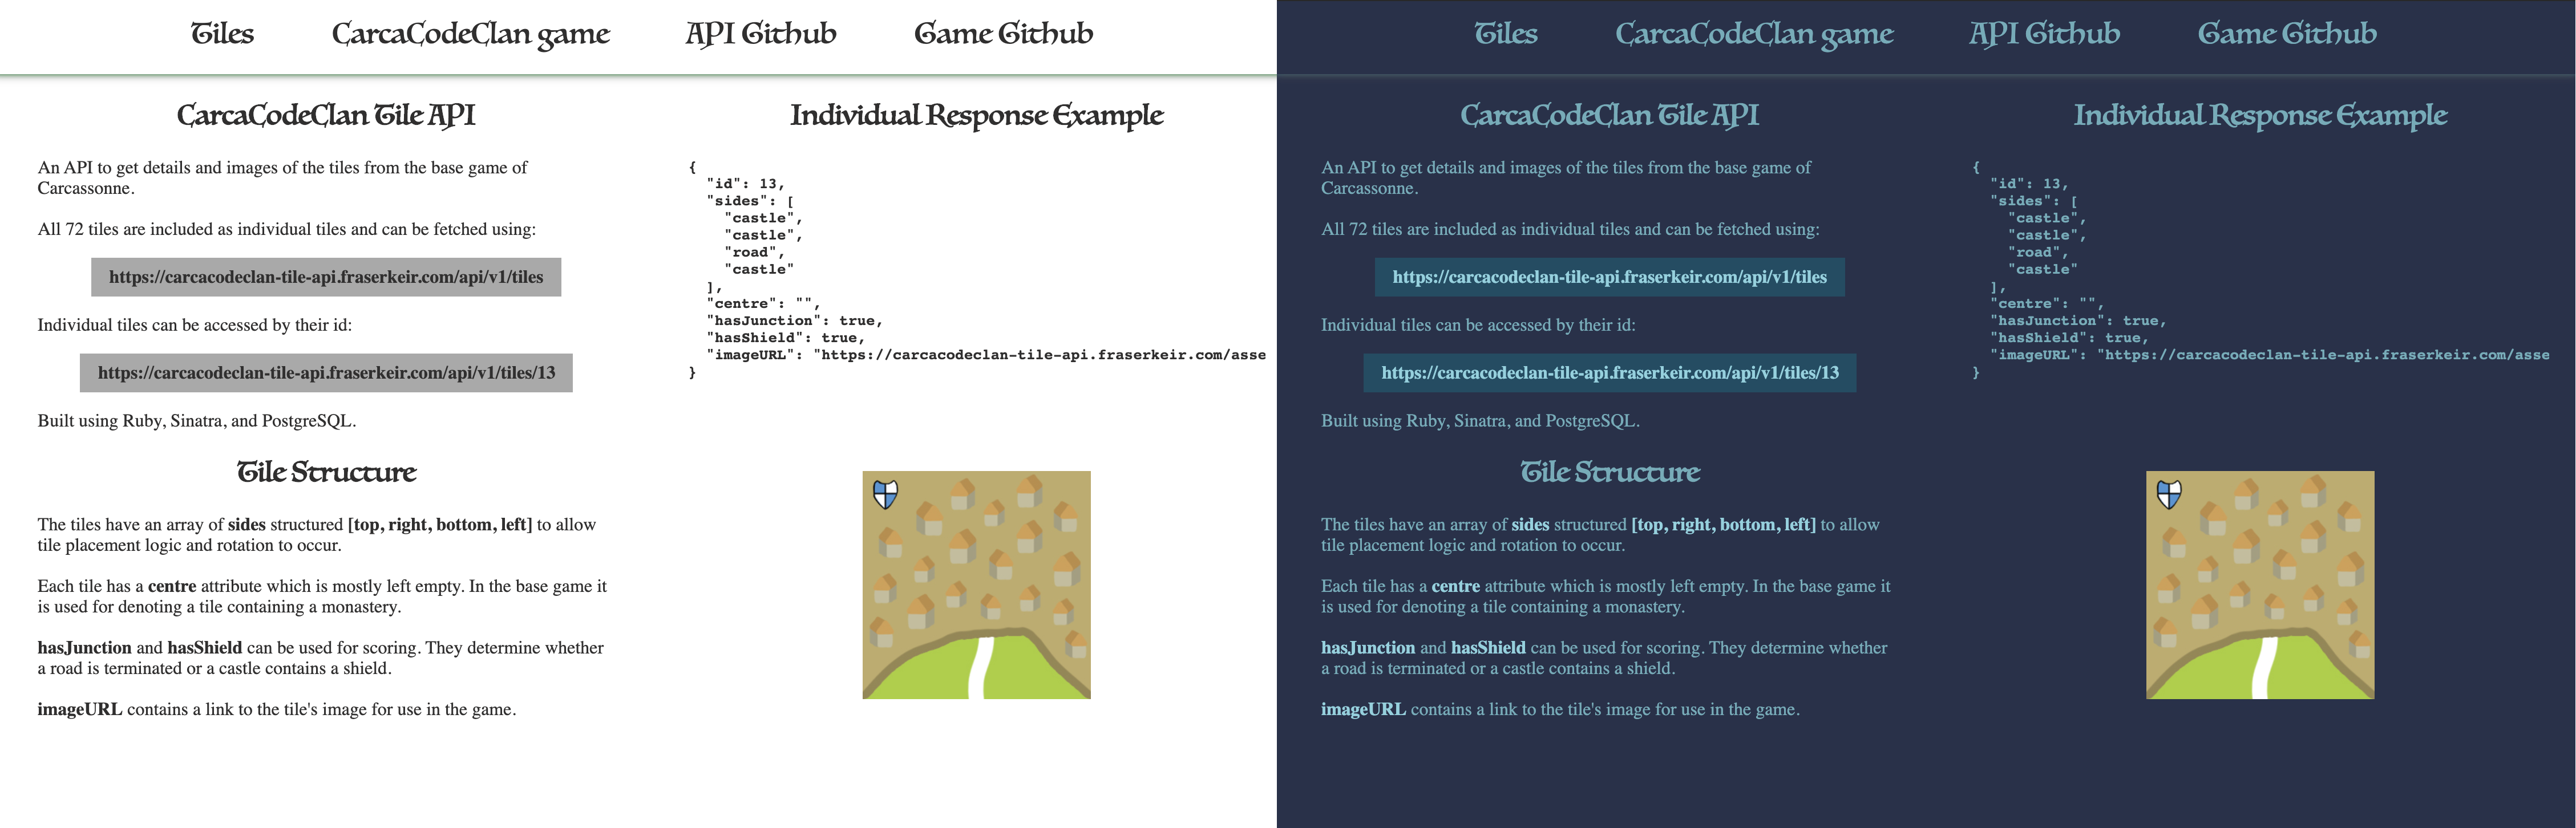 Tiles CarcaCodeClan game API Github Game Github
CarcaCodeClan Tile API
An API to get details and images of the tiles from the base game of
Carcassonne.
All 72 tiles are included as individual tiles and can be fetched using:
https://carcacodeclan-tile-api.fraserkeir.com/api/v1/tiles
Individual tiles can be accessed by their id:
https://carcacodeclan-tile-api.fraserkeir.com/api/v1/tiles/13
Built using Ruby, Sinatra, and PostgreSQL.
Individual Response Example
{
"id": 13,
"sides": [
"castle",
"castle",
"road",
"castle"
],
"centre": "",
"hasJunction": true,
"hasShield": true,
"imageURL": "https://carcacodeclan-tile-api.fraserkeir.com/asse
}
Tile Structure
The tiles have an array of sides structured [top, right, bottom, left] to allow
tile placement logic and rotation to occur.
Each tile has a centre attribute which is mostly left empty. In the base game it
is used for denoting a tile containing a monastery.
hasJunction and hasShield can be used for scoring. They determine whether
a road is terminated or a castle contains a shield.
imageURL contains a link to the tile's image for use in the game.
Tiles CarcaCodeClan game API Github Game Github
CarcaCodeClan Tile API
An API to get details and images of the tiles from the base game of
Carcassonne.
All 72 tiles are included as individual tiles and can be fetched using:
https://carcacodeclan-tile-api.fraserkeir.com/api/v1/tiles
Individual tiles can be accessed by their id:
https://carcacodeclan-tile-api.fraserkeir.com/api/v1/tiles/13
Built using Ruby, Sinatra, and PostgreSQL.
Individual Response Example
{
"id": 13,
"sides": [
"castle",
"castle",
"road",
"castle"
],
"centre": "",
"hasJunction": true,
"hasShield": true,
"imageURL": "https://carcacodeclan-tile-api.fraserkeir.com/asse
}
Tile Structure
The tiles have an array of sides structured [top, right, bottom, left] to allow
tile placement logic and rotation to occur.
Each tile has a centre attribute which is mostly left empty. In the base game it
is used for denoting a tile containing a monastery.
hasJunction and hasShield can be used for scoring. They determine whether
a road is terminated or a castle contains a shield.
imageURL contains a link to the tile's image for use in the game.